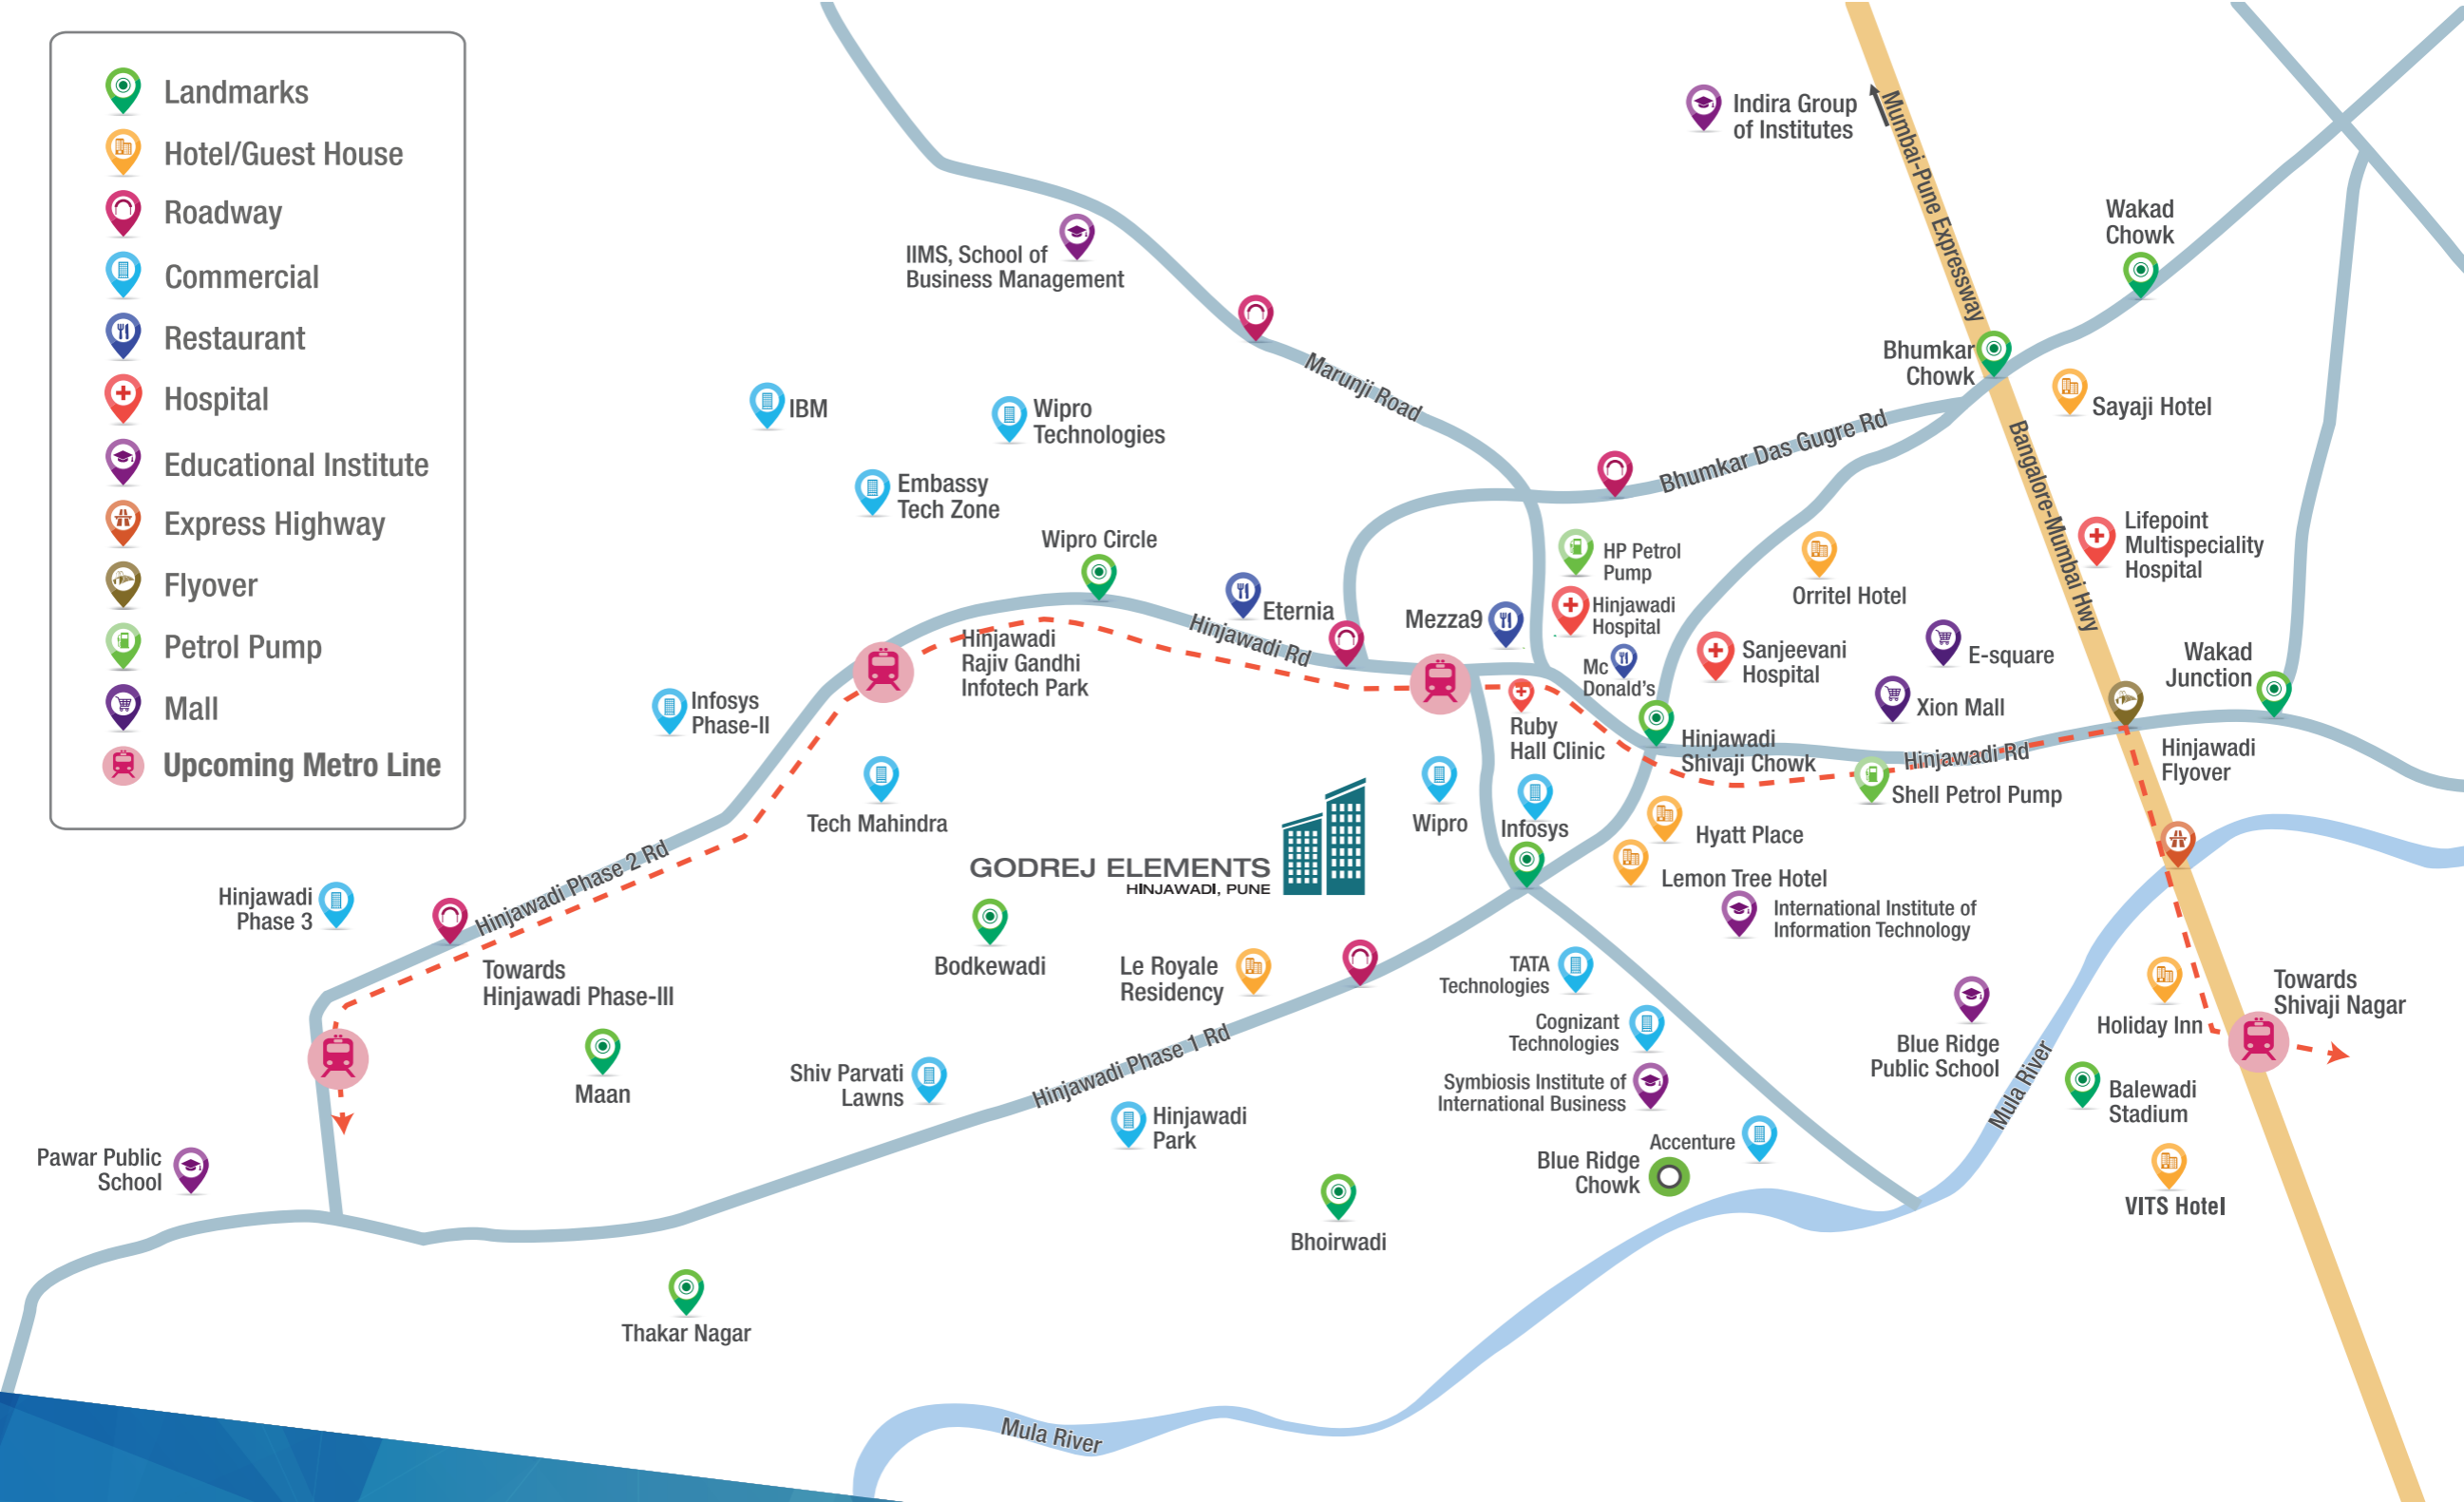 Landmarks
Hotel/Guest House
Roadway
Commercial
Restaurant
Hospital
Educational Institute
Express Highway
Flyover
Petrol Pump
Mall
Upcoming Metro Line
Indira Group
of Institutes
Mumbai-Pune Expressway
Wakad
Chowk
IIMS, School of
Business Management
Marunji Road
Bhumkar
Chowk
Sayaji Hotel
IBM
Wipro
Technologies
Bhumkar Das Gugre Rd
Bangalore-Mumbai Hwy
Embassy
Tech Zone
Wipro Circle
HP Petrol
Pump
Lifepoint
Multispeciality
Hospital
Orritel Hotel
Eternia
Mezza9
Hinjawadi
Hospital
Hinjawadi Rd
Hinjawadi
Rajiv Gandhi
Infotech Park
Mc
Donald's
Sanjeevani
Hospital
E-square
Wakad
Junction
Infosys
Phase-II
Xion Mall
Ruby
Hall Clinic
Hinjawadi
Shivaji Chowk
Hinjawadi Rd
Hinjawadi
Flyover
Shell Petrol Pump
Tech Mahindra
Wipro
Infosys
Hyatt Place
GODREJ ELEMENTS
HINJAWADI, PUNE
Lemon Tree Hotel
Hinjawadi Phase 2 Rd
Hinjawadi
Phase 3
International Institute of
Information Technology
Towards
Hinjawadi Phase-III
Bodkewadi
Le Royale
Residency
TATA
Technologies
Towards
Shivaji Nagar
Holiday Inn
Cognizant
Technologies
Blue Ridge
Public School
Mula River
Hinjawadi Phase 1 Rd
Maan
Shiv Parvati
Lawns
Symbiosis Institute of
International Business
Balewadi
Stadium
Hinjawadi
Park
Accenture
Blue Ridge
Chowk
Pawar Public
School
VITS Hotel
Bhoirwadi
Thakar Nagar
Mula River